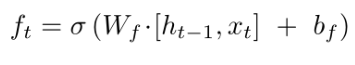 f_t = σ (W_f · [h_{t−1}, x_t] + b_f)